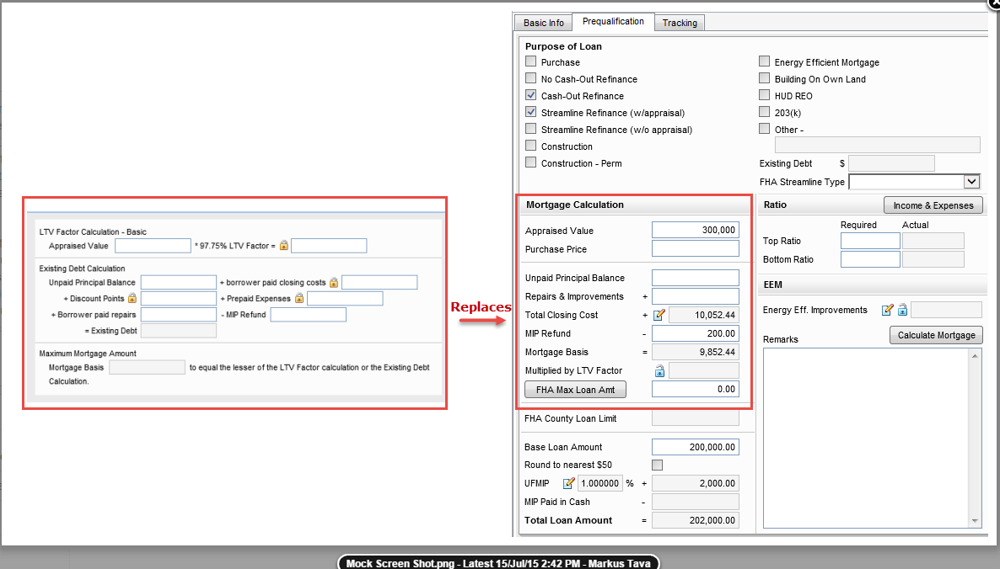 LTV Factor Calculation - Basic
Appraised Value * 97.75% LTV Factor =
Existing Debt Calculation
Unpaid Principal Balance + borrower paid closing costs
+ Discount Points + Prepaid Expenses
+ Borrower paid repairs - MIP Refund
= Existing Debt
Maximum Mortgage Amount
Mortgage Basis to equal the lesser of the LTV Factor calculation or the Existing Debt
Calculation.
Replaces
Basic Info Prequalification Tracking
Purpose of Loan
Purchase
No Cash-Out Refinance
Cash-Out Refinance
Streamline Refinance (w/appraisal)
Streamline Refinance (w/o appraisal)
Construction
Construction - Perm
Energy Efficient Mortgage
Building On Own Land
HUD REO
203(k)
Other -
Existing Debt $
FHA Streamline Type
Mortgage Calculation
Appraised Value 300,000
Purchase Price
Unpaid Principal Balance
Repairs & Improvements +
Total Closing Cost + 10,052.44
MIP Refund - 200.00
Mortgage Basis = 9,852.44
Multiplied by LTV Factor
FHA Max Loan Amt 0.00
FHA County Loan Limit
Base Loan Amount 200,000.00
Round to nearest $50
UFMIP 1.000000 % + 2,000.00
MIP Paid in Cash -
Total Loan Amount = 202,000.00
Ratio Income & Expenses
Required Actual
Top Ratio
Bottom Ratio
EEM
Energy Eff. Improvements
Remarks Calculate Mortgage
Mock Screen Shot.png - Latest 15/Jul/15 2:42 PM - Markus Tava